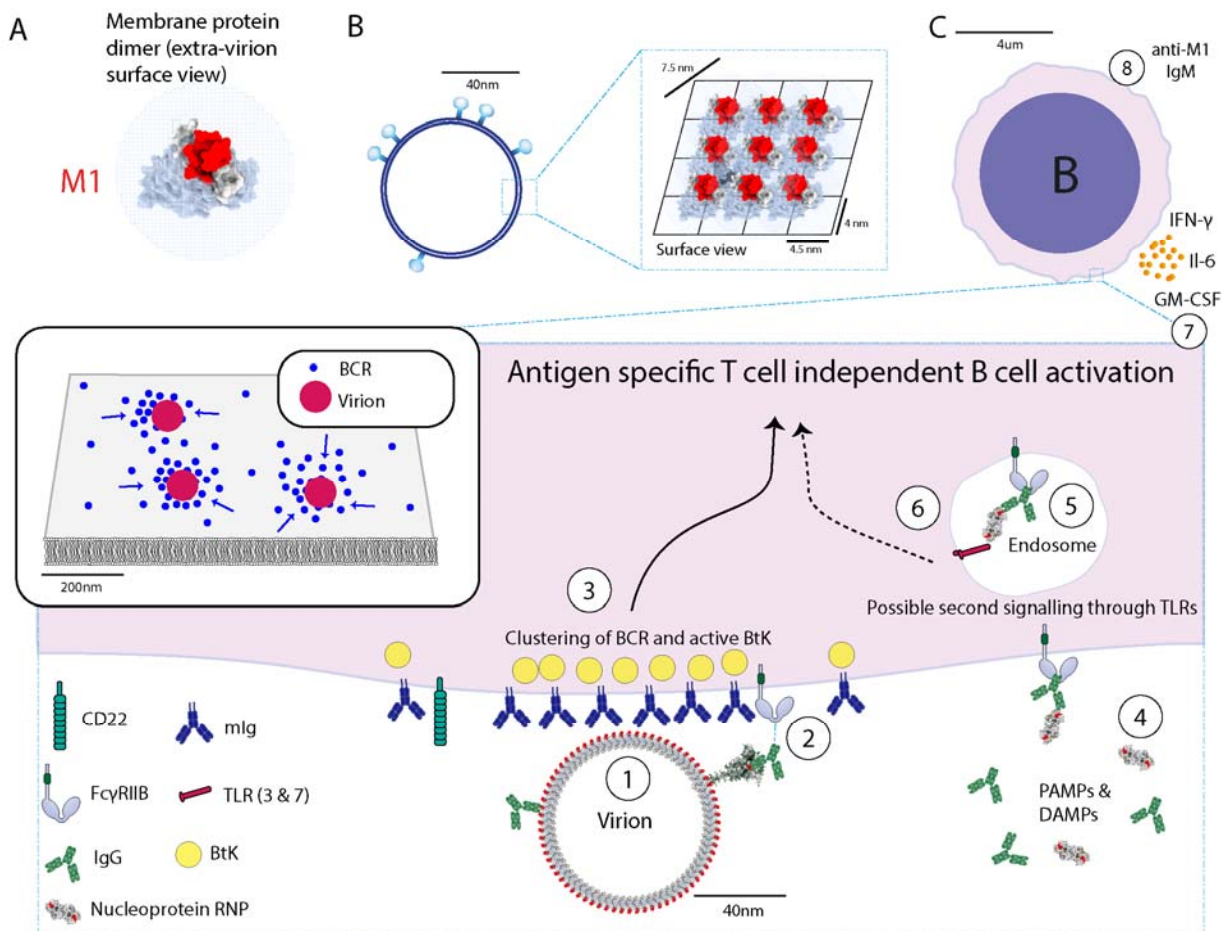 A
Membrane protein
dimer (extra-virion
surface view)
M1
B
40nm
7.5 nm
4 nm
4.5 nm
Surface view
C
4um
8
anti-M1
IgM
B
IFN-γ
Il-6
GM-CSF
7
BCR
Virion
200nm
Antigen specific T cell independent B cell activation
6
5
Endosome
Possible second signalling through TLRs
3
Clustering of BCR and active BtK
CD22
mIg
FcγRIIB
TLR (3 & 7)
IgG
BtK
Nucleoprotein RNP
1
Virion
2
40nm
4
PAMPs &
DAMPs